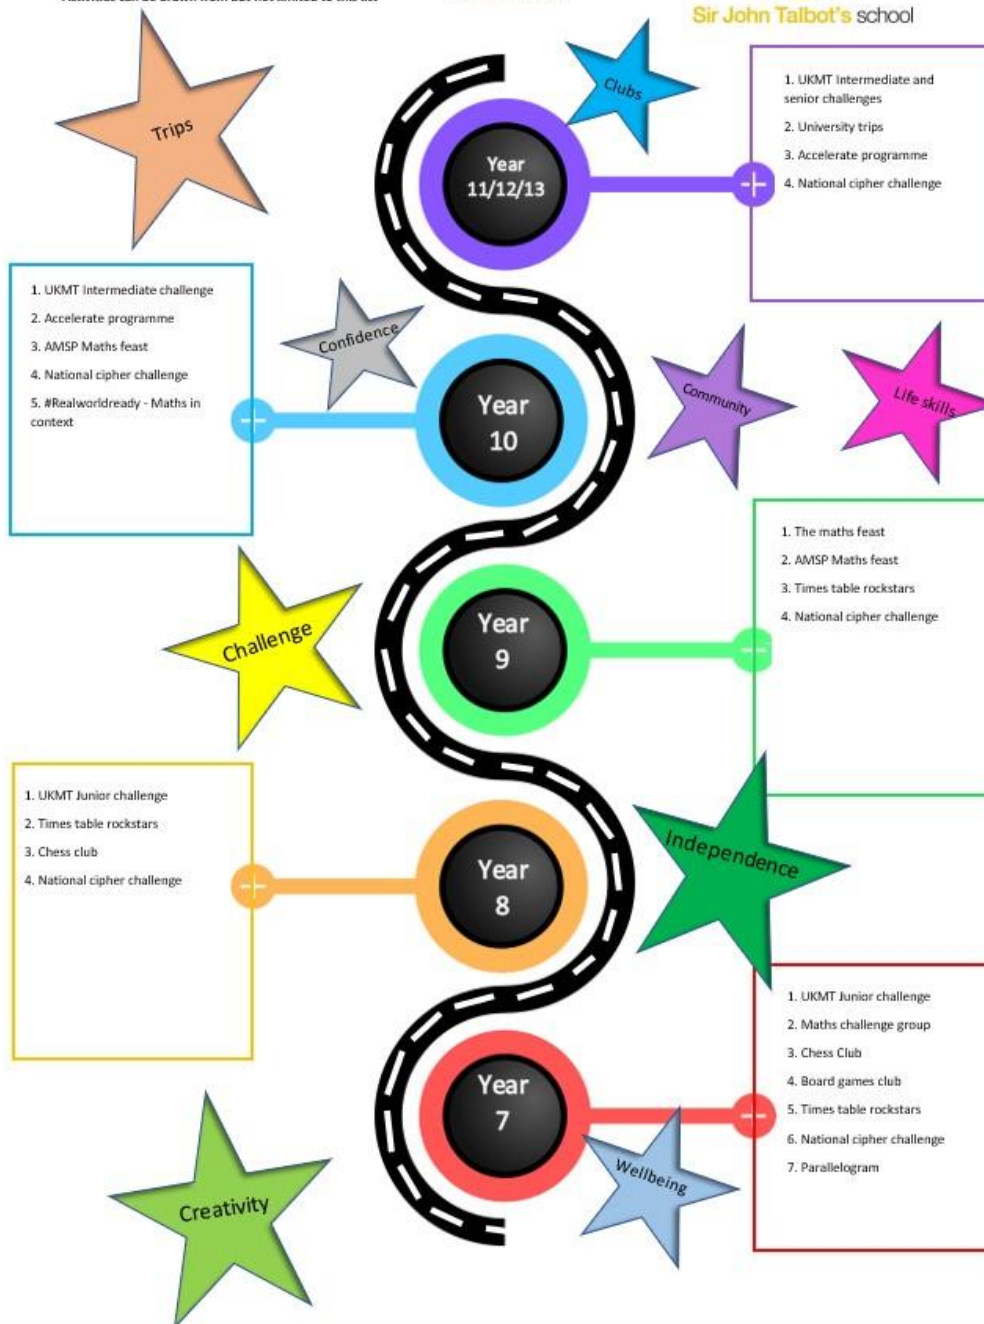 Sir John Talbot's school
Trips
Clubs
Year
11/12/13
1. UKMT Intermediate and
senior challenges
2. University trips
3. Accelerate programme
4. National cipher challenge
1. UKMT Intermediate challenge
2. Accelerate programme
3. AMSP Maths feast
4. National cipher challenge
5. #Realworldready - Maths in
context
Confidence
Year
10
Community
Life skills
1. The maths feast
2. AMSP Maths feast
3. Times table rockstars
4. National cipher challenge
Challenge
Year
9
1. UKMT Junior challenge
2. Times table rockstars
3. Chess club
4. National cipher challenge
Year
8
Independence
1. UKMT Junior challenge
2. Maths challenge group
3. Chess Club
4. Board games club
5. Times table rockstars
6. National cipher challenge
7. Parallelogram
Year
7
Wellbeing
Creativity